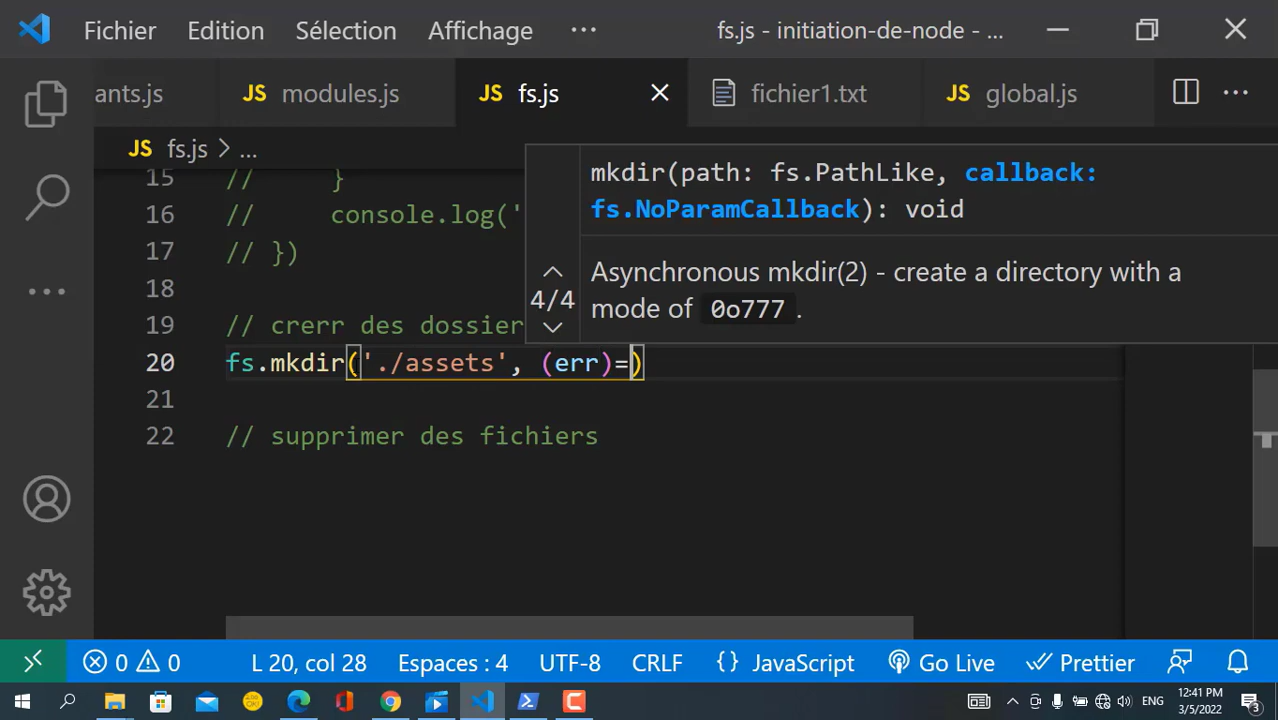 Fichier Edition Sélection Affichage ··· fs.js - initiation-de-node - ...
ants.js JS modules.js JS fs.js fichier1.txt JS global.js
JS fs.js > ...
mkdir(path: fs.PathLike, callback:
fs.NoParamCallback): void
Asynchronous mkdir(2) - create a directory with a
mode of 0o777 .
4/4
15 // }
16 // console.log('
17 // })
18
19 // crerr des dossier
20 fs.mkdir('./assets', (err)=)
21
22 // supprimer des fichiers
0 0 L 20, col 28 Espaces : 4 UTF-8 CRLF {} JavaScript Go Live Prettier
ENG 12:41 PM
3/5/2022 3